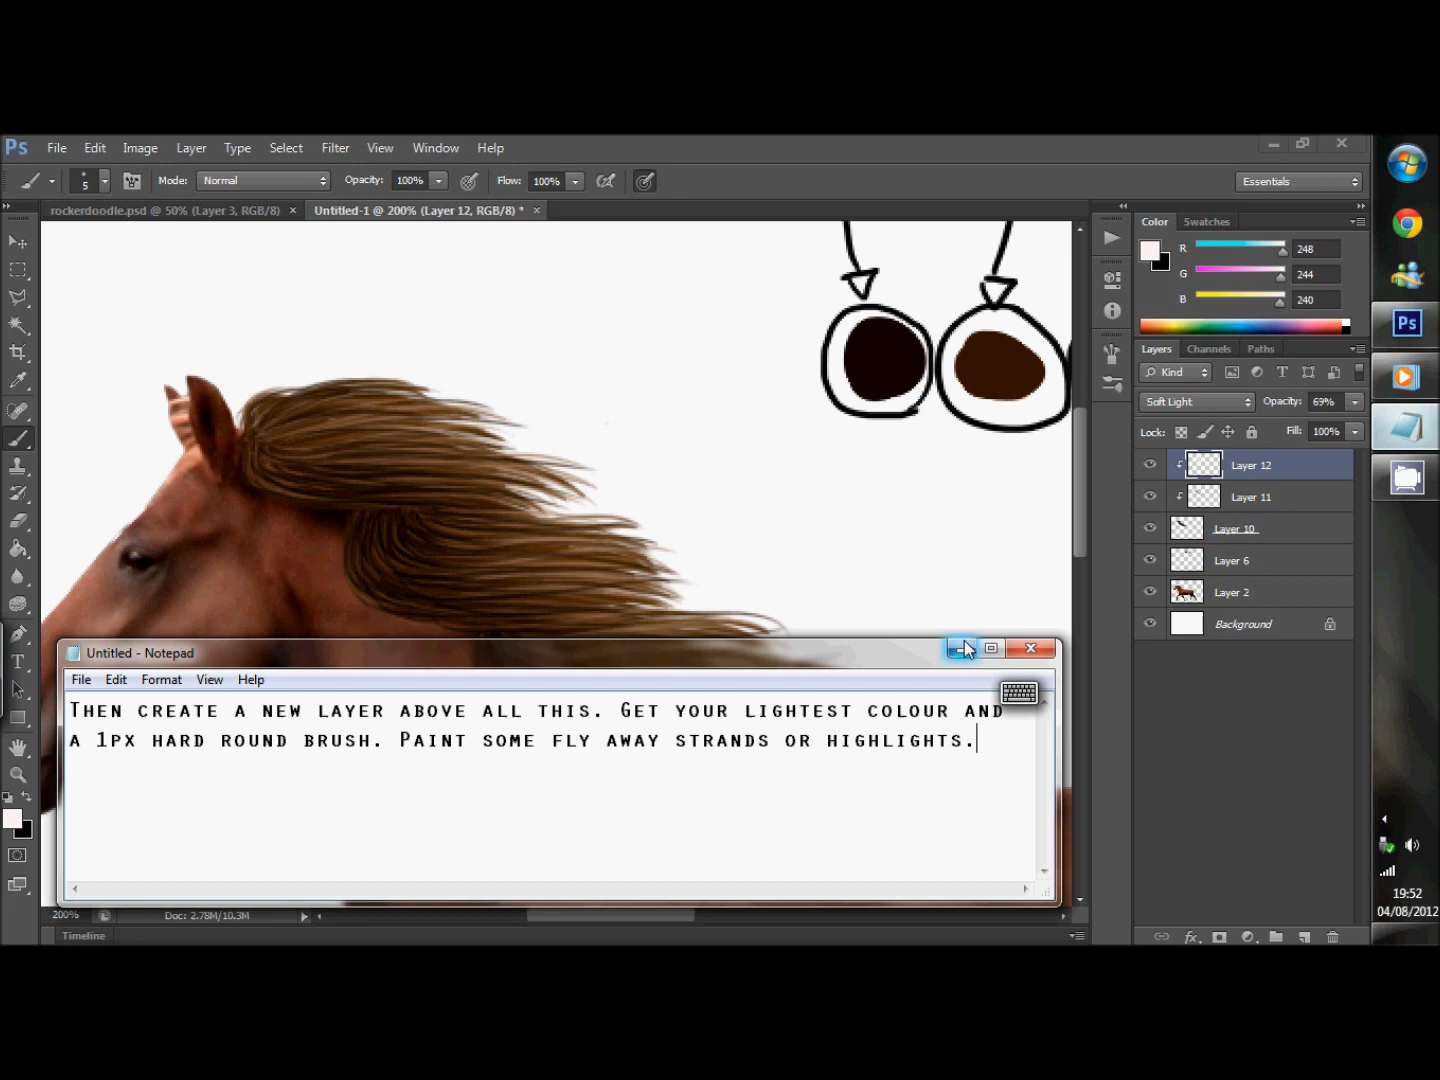 Ps File Edit Image Layer Type Select Filter View Window Help
5 Mode: Normal Opacity: 100% Flow: 100% Essentials
rockerdoodle.psd @ 50% (Layer 3, RGB/8) × Untitled-1 @ 200% (Layer 12, RGB/8) * ×
Color Swatches
R 248
G 244
B 240
Layers Channels Paths
Kind
Soft Light Opacity: 69%
Lock: Fill: 100%
Layer 12
Layer 11
Layer 10
Layer 6
Layer 2
Background
Ps
Untitled - Notepad
File Edit Format View Help
Then create a new layer above all this. Get your lightest colour and
a 1px hard round brush. Paint some fly away strands or highlights.
200% Doc: 2.78M/10.3M
Timeline
19:52
04/08/2012